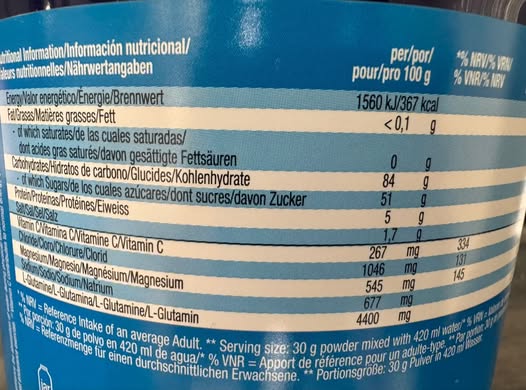 utritional Information/Información nutricional/
aleurs nutritionnelles/Nährwertangaben
per/por/
pour/pro 100 g
*% NRV/% VRN/
% VNR/% NRV
Energy/Valor energético/Énergie/Brennwert 1560 kJ/367 kcal
Fat/Grasas/Matières grasses/Fett <0,1 g
- of which saturates/de las cuales saturadas/
dont acides gras saturés/davon gesättigte Fettsäuren 0 g
Carbohydrates/Hidratos de carbono/Glucides/Kohlenhydrate 84 g
- of which Sugars/de los cuales azúcares/dont sucres/davon Zucker 51 g
Protein/Proteínas/Protéines/Eiweiss 5 g
Salt/Sal/Sel/Salz 1,7 g
Vitamin C/Vitamina C/Vitamine C/Vitamin C 267 mg 334
Chloride/Cloro/Chlorure/Clorid 1046 mg 131
Magnesium/Magnesio/Magnésium/Magnesium 545 mg 145
Sodium/Sodio/Sodium/Natrium 677 mg
L-Glutamine/L-Glutamina/L-Glutamine/L-Glutamin 4400 mg
*% NRV = Reference Intake of an average Adult. ** Serving size: 30 g powder mixed with 420 ml water/* % VRN =
**Por porción: 30 g de polvo en 420 ml de agua/* % VNR = Apport de référence pour un adulte-type. ** Par portion: 30 g
% NRV = Referenzmenge für einen durchschnittlichen Erwachsene. ** Portionsgröße: 30 g Pulver in 420 ml Wasser.